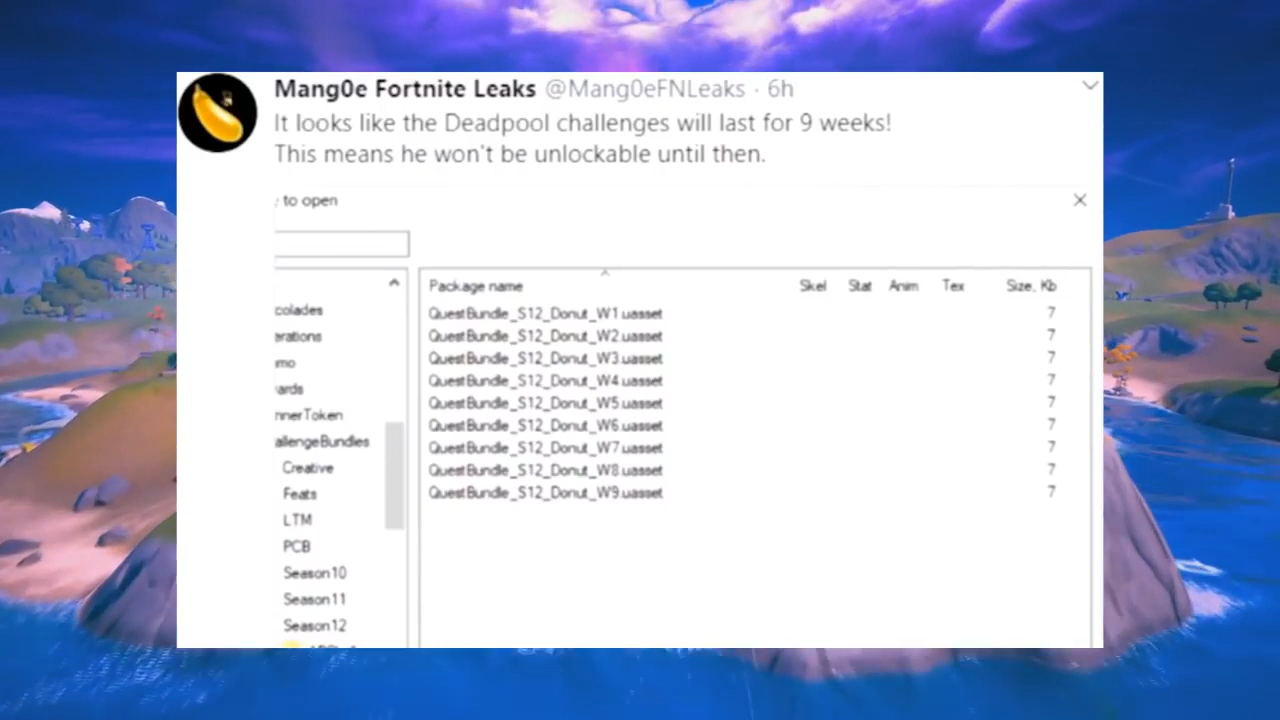 Mang0e Fortnite Leaks @Mang0eFNLeaks · 6h
It looks like the Deadpool challenges will last for 9 weeks!
This means he won't be unlockable until then.
to open
Package name Skel Stat Anim Tex Size, Kb
colades
erations
mo
ards
nnerToken
allengeBundles
Creative
Feats
LTM
PCB
Season10
Season11
Season12
QuestBundle_S12_Donut_W1.uasset 7
QuestBundle_S12_Donut_W2.uasset 7
QuestBundle_S12_Donut_W3.uasset 7
QuestBundle_S12_Donut_W4.uasset 7
QuestBundle_S12_Donut_W5.uasset 7
QuestBundle_S12_Donut_W6.uasset 7
QuestBundle_S12_Donut_W7.uasset 7
QuestBundle_S12_Donut_W8.uasset 7
QuestBundle_S12_Donut_W9.uasset 7